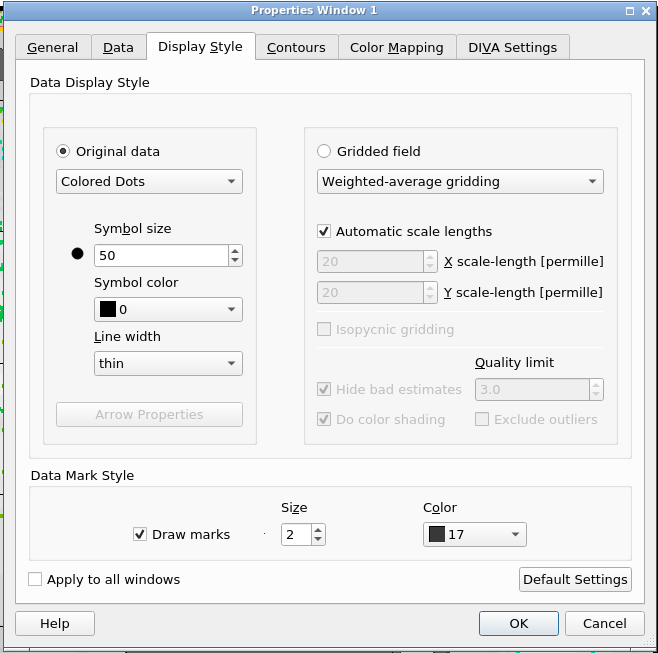 Properties Window 1
General Data Display Style Contours Color Mapping DIVA Settings
Data Display Style
Original data
Colored Dots
Symbol size
50
Symbol color
0
Line width
thin
Arrow Properties
Gridded field
Weighted-average gridding
Automatic scale lengths
20 X scale-length [permille]
20 Y scale-length [permille]
Isopycnic gridding
Quality limit
Hide bad estimates 3.0
Do color shading Exclude outliers
Data Mark Style
Size Color
Draw marks 2 17
Apply to all windows Default Settings
Help OK Cancel